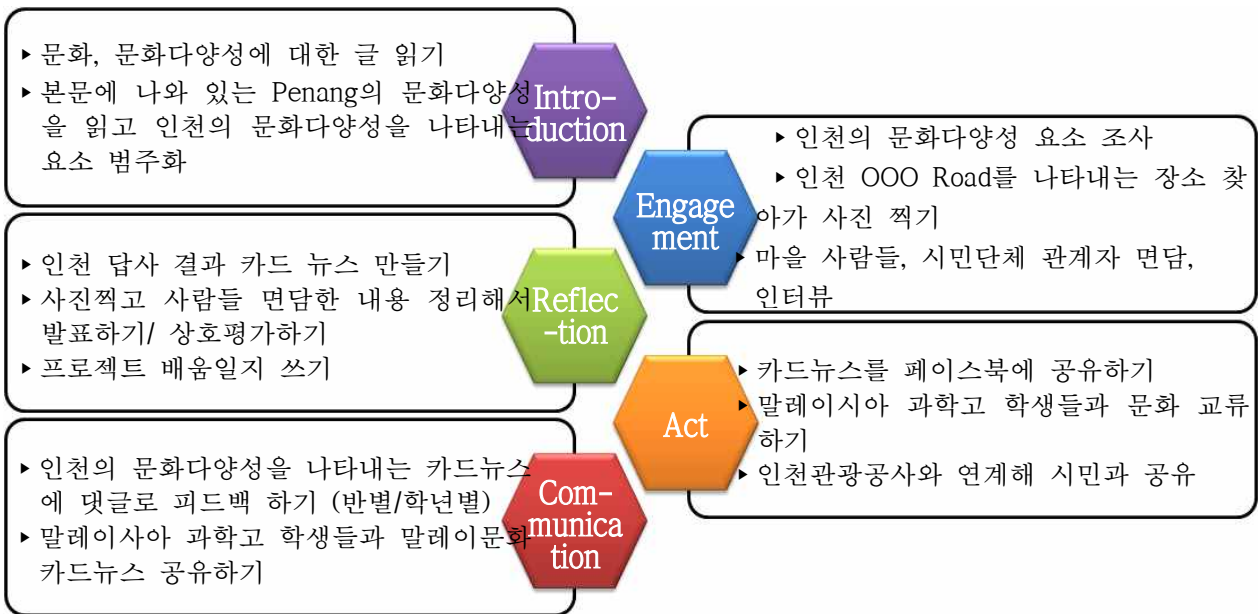 ▸ 문화, 문화다양성에 대한 글 읽기
▸ 본문에 나와 있는 Penang의 문화다양성
을 읽고 인천의 문화다양성을 나타내는
요소 범주화
Intro-
duction
▸ 인천의 문화다양성 요소 조사
▸ 인천 OOO Road를 나타내는 장소 찾
아가 사진 찍기
▸ 마을 사람들, 시민단체 관계자 면담,
인터뷰
Engage
ment
▸ 인천 답사 결과 카드 뉴스 만들기
▸ 사진찍고 사람들 면담한 내용 정리해서
발표하기/ 상호평가하기
▸ 프로젝트 배움일지 쓰기
Reflec
-tion
▸ 카드뉴스를 페이스북에 공유하기
▸ 말레이시아 과학고 학생들과 문화 교류
하기
▸ 인천관광공사와 연계해 시민과 공유
Act
▸ 인천의 문화다양성을 나타내는 카드뉴스
에 댓글로 피드백 하기 (반별/학년별)
▸ 말레이사아 과학고 학생들과 말레이문화
카드뉴스 공유하기
Com-
munica
tion